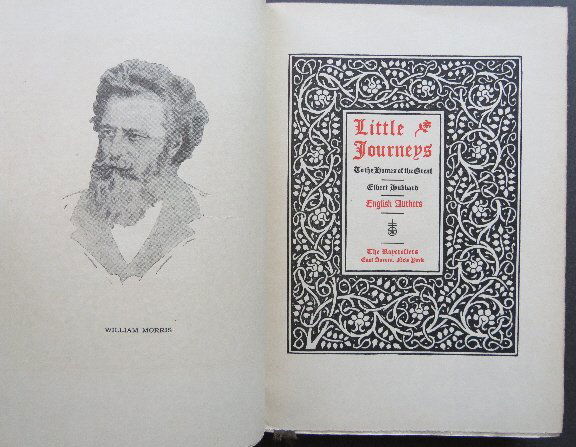 WILLIAM MORRIS
Little
Journeys
To the Homes of the Great
Elbert Hubbard
English Authors
The Roycrofters
East Aurora, New York